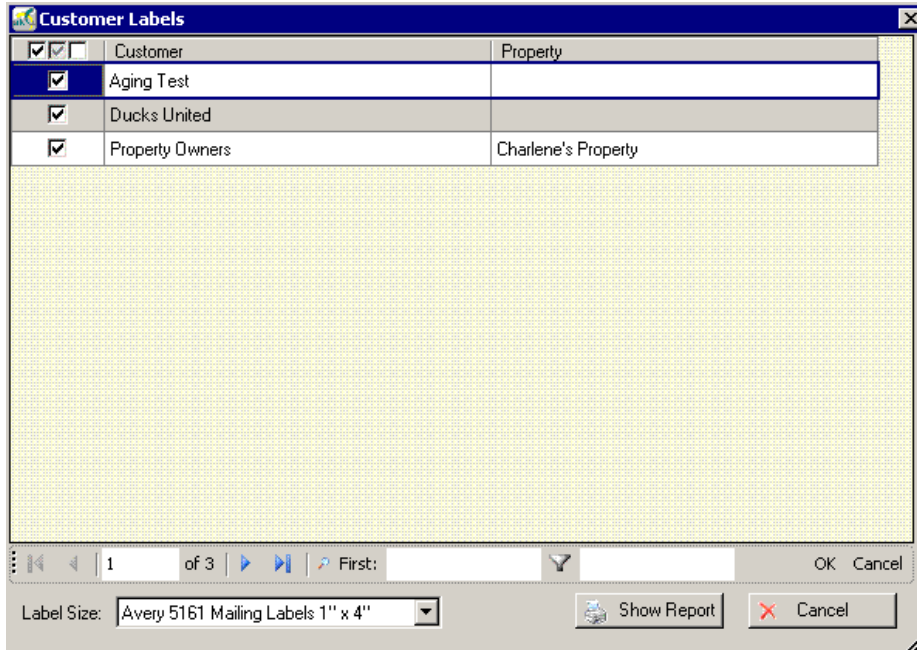 Customer Labels
Customer Property
Aging Test
Ducks United
Property Owners Charlene's Property
1 of 3 First: OK Cancel
Label Size: Avery 5161 Mailing Labels 1" x 4" Show Report Cancel